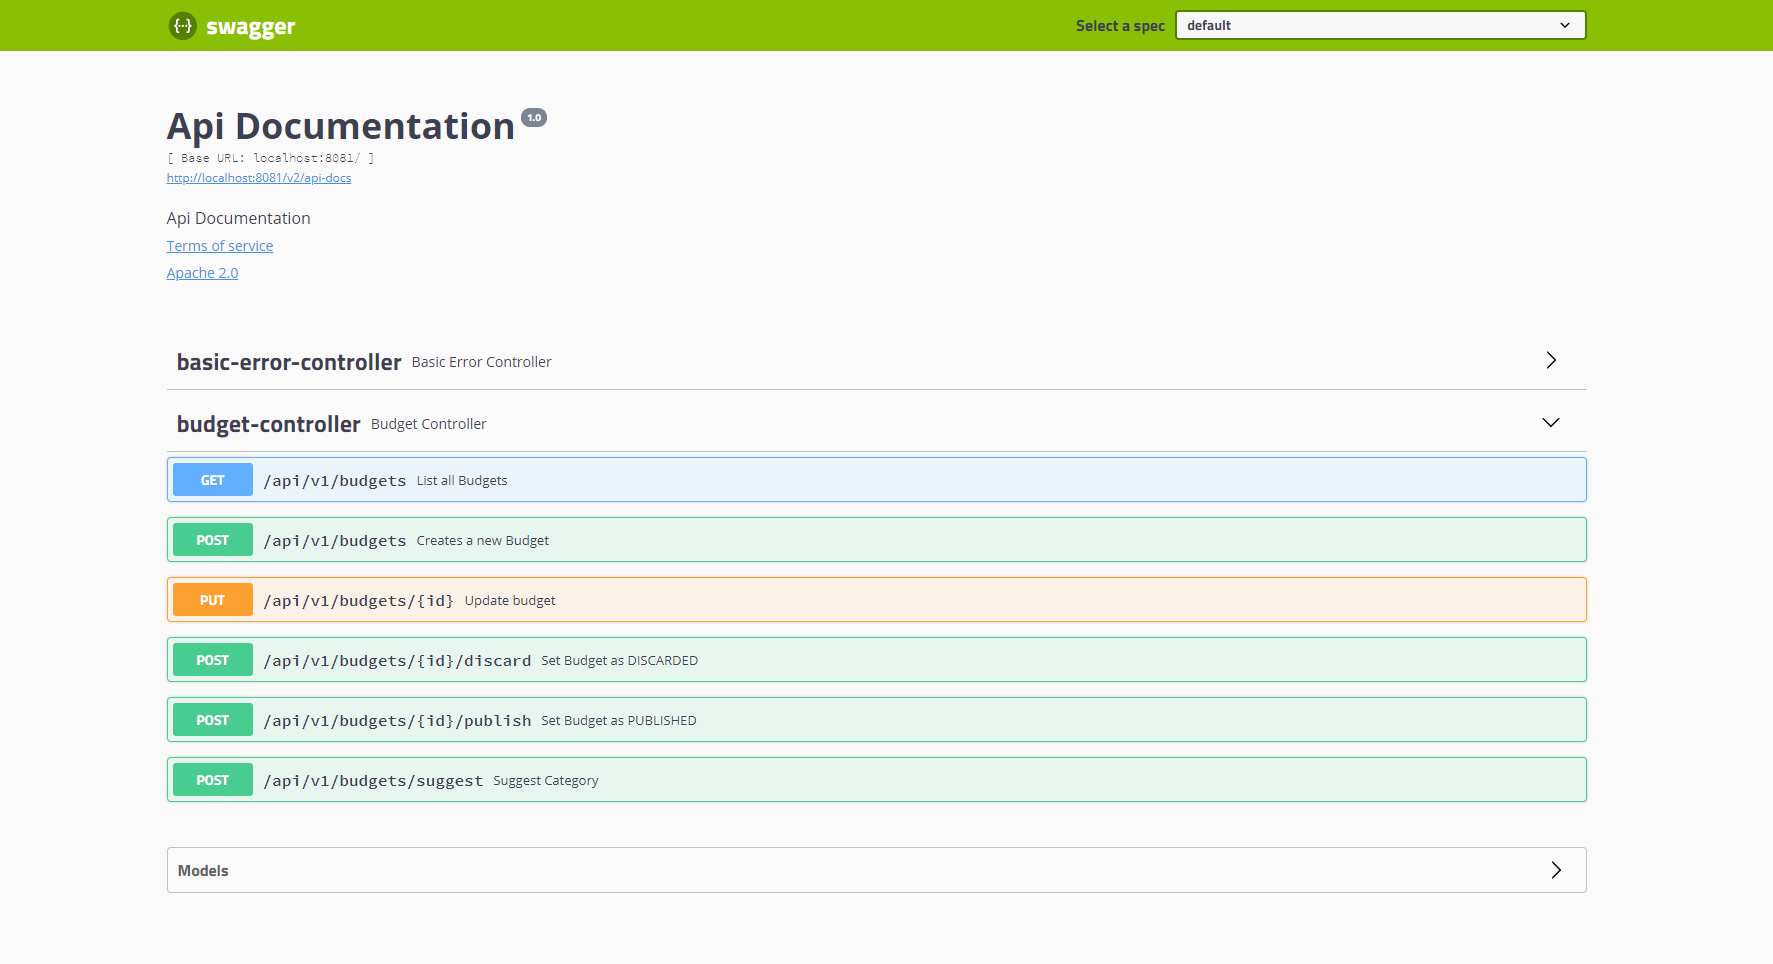 {···} swagger Select a spec default
Api Documentation 1.0
[ Base URL: localhost:8081/ ]
http://localhost:8081/v2/api-docs
Api Documentation
Terms of service
Apache 2.0
basic-error-controller Basic Error Controller
budget-controller Budget Controller
GET /api/v1/budgets List all Budgets
POST /api/v1/budgets Creates a new Budget
PUT /api/v1/budgets/{id} Update budget
POST /api/v1/budgets/{id}/discard Set Budget as DISCARDED
POST /api/v1/budgets/{id}/publish Set Budget as PUBLISHED
POST /api/v1/budgets/suggest Suggest Category
Models